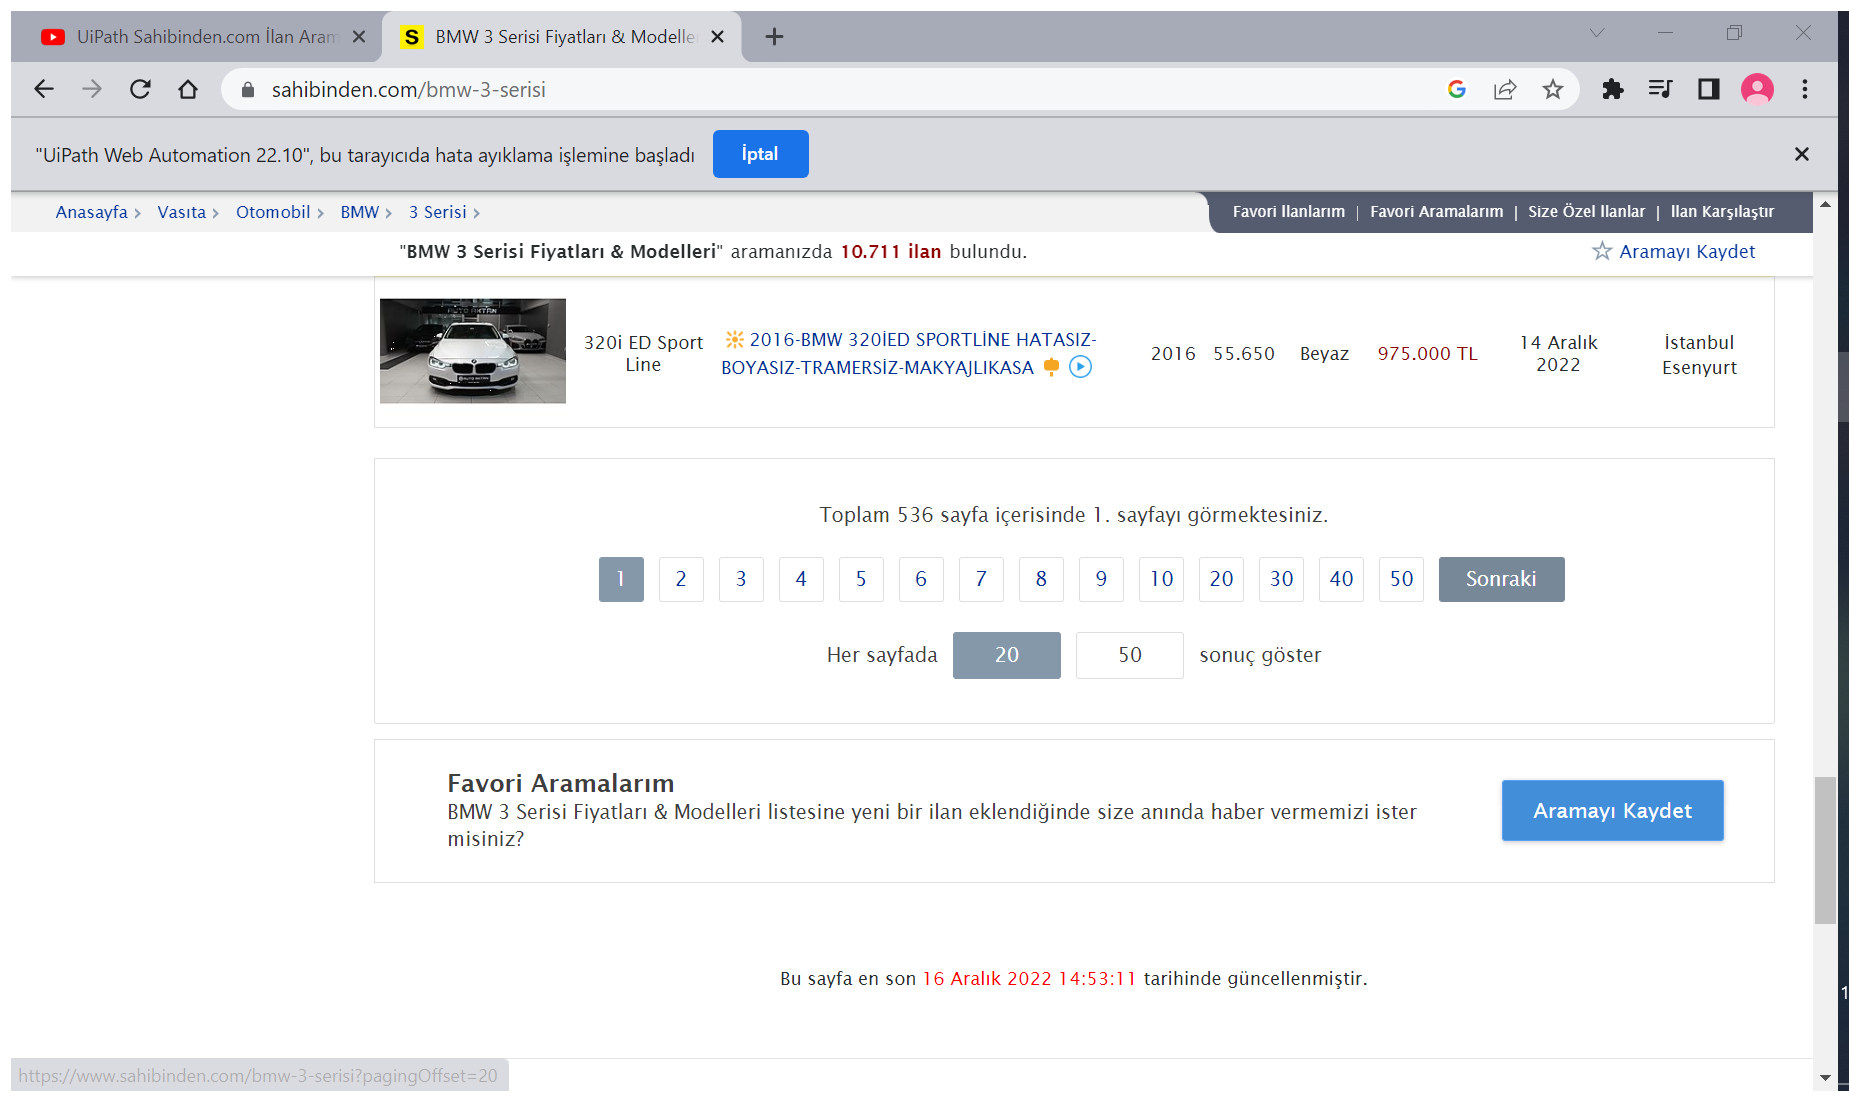 UiPath Sahibinden.com İlan Aram
BMW 3 Serisi Fiyatları & Modelle
sahibinden.com/bmw-3-serisi
"UiPath Web Automation 22.10", bu tarayıcıda hata ayıklama işlemine başladı
İptal
Anasayfa > Vasıta > Otomobil > BMW > 3 Serisi >
Favori İlanlarım | Favori Aramalarım | Size Özel İlanlar | İlan Karşılaştır
"BMW 3 Serisi Fiyatları & Modelleri" aramanızda 10.711 ilan bulundu.
Aramayı Kaydet
AUTO AKTAN
320i ED Sport
Line
2016-BMW 320İED SPORTLİNE HATASIZ-
BOYASIZ-TRAMERSİZ-MAKYAJLIKASA
2016 55.650 Beyaz 975.000 TL
14 Aralık
2022
İstanbul
Esenyurt
Toplam 536 sayfa içerisinde 1. sayfayı görmektesiniz.
1 2 3 4 5 6 7 8 9 10 20 30 40 50 Sonraki
Her sayfada 20 50 sonuç göster
Favori Aramalarım
BMW 3 Serisi Fiyatları & Modelleri listesine yeni bir ilan eklendiğinde size anında haber vermemizi ister
misiniz?
Aramayı Kaydet
Bu sayfa en son 16 Aralık 2022 14:53:11 tarihinde güncellenmiştir.
1
https://www.sahibinden.com/bmw-3-serisi?pagingOffset=20